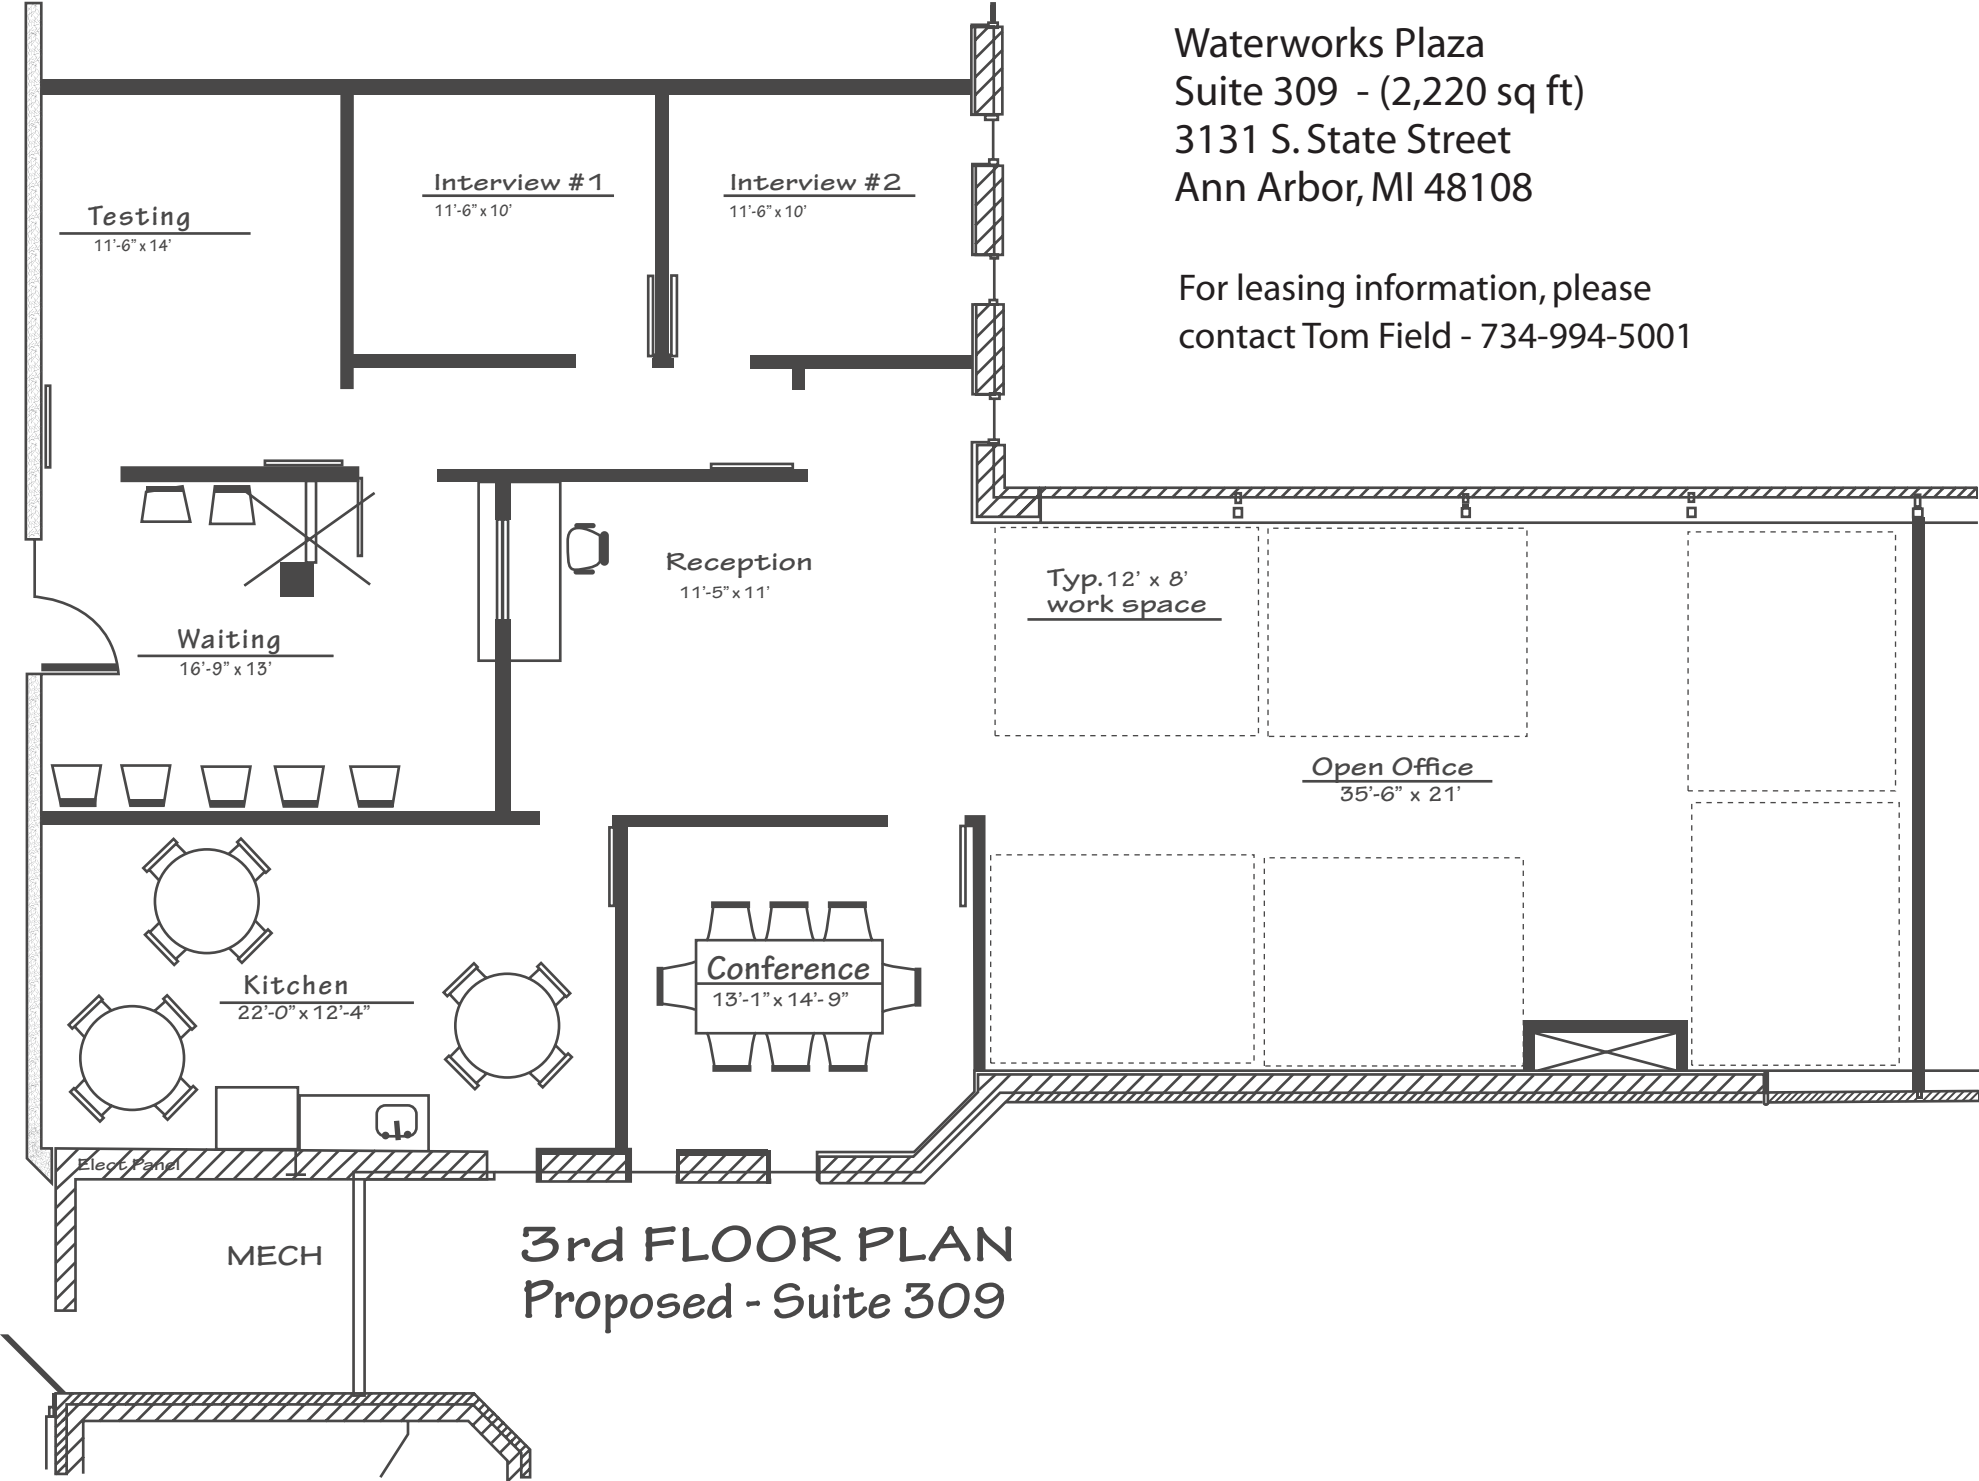 Waterworks Plaza
Suite 309 - (2,220 sq ft)
3131 S. State Street
Ann Arbor, MI 48108
For leasing information, please
contact Tom Field - 734-994-5001
Testing
11'-6" x 14'
Interview #1
11'-6" x 10'
Interview #2
11'-6" x 10'
Reception
11'-5" x 11'
Typ. 12' x 8'
work space
Waiting
16'-9" x 13'
Open Office
35'-6" x 21'
Kitchen
22'-0" x 12'-4"
Conference
13'-1" x 14'- 9"
Elect Panel
MECH
3rd FLOOR PLAN
Proposed - Suite 309